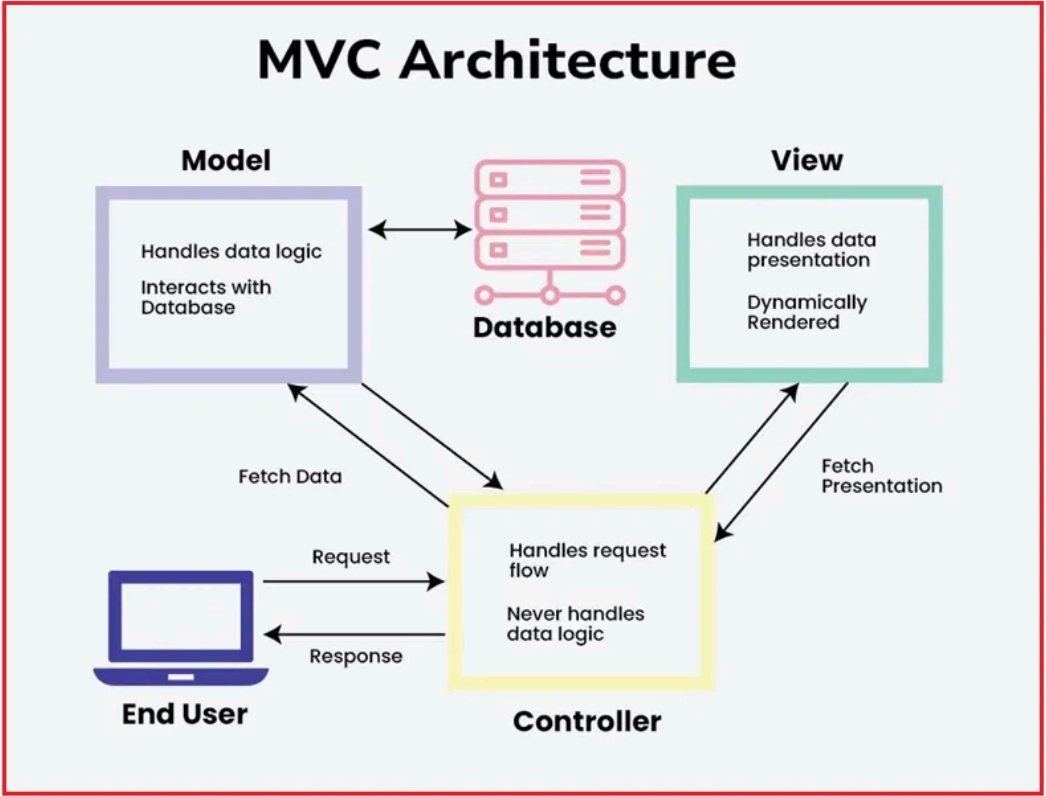 MVC Architecture
Model
View
Handles data logic
Interacts with
Database
Database
Handles data
presentation
Dynamically
Rendered
Fetch Data
Fetch
Presentation
Request
Response
Handles request
flow
Never handles
data logic
End User
Controller